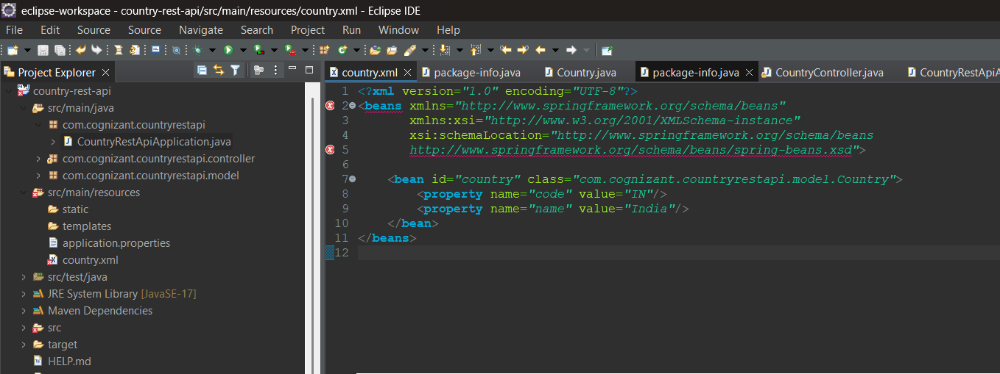 eclipse-workspace - country-rest-api/src/main/resources/country.xml - Eclipse IDE
File Edit Source Source Navigate Search Project Run Window Help
Project Explorer
country-rest-api
src/main/java
com.cognizant.countryrestapi
CountryRestApiApplication.java
com.cognizant.countryrestapi.controller
com.cognizant.countryrestapi.model
src/main/resources
static
templates
application.properties
country.xml
src/test/java
JRE System Library [JavaSE-17]
Maven Dependencies
src
target
HELP.md
country.xml package-info.java Country.java package-info.java CountryController.java CountryRestApiA
1 <?xml version="1.0" encoding="UTF-8"?>
2 <beans xmlns="http://www.springframework.org/schema/beans"
3 xmlns:xsi="http://www.w3.org/2001/XMLSchema-instance"
4 xsi:schemaLocation="http://www.springframework.org/schema/beans
5 http://www.springframework.org/schema/beans/spring-beans.xsd">
6
7 <bean id="country" class="com.cognizant.countryrestapi.model.Country">
8 <property name="code" value="IN"/>
9 <property name="name" value="India"/>
10 </bean>
11 </beans>
12